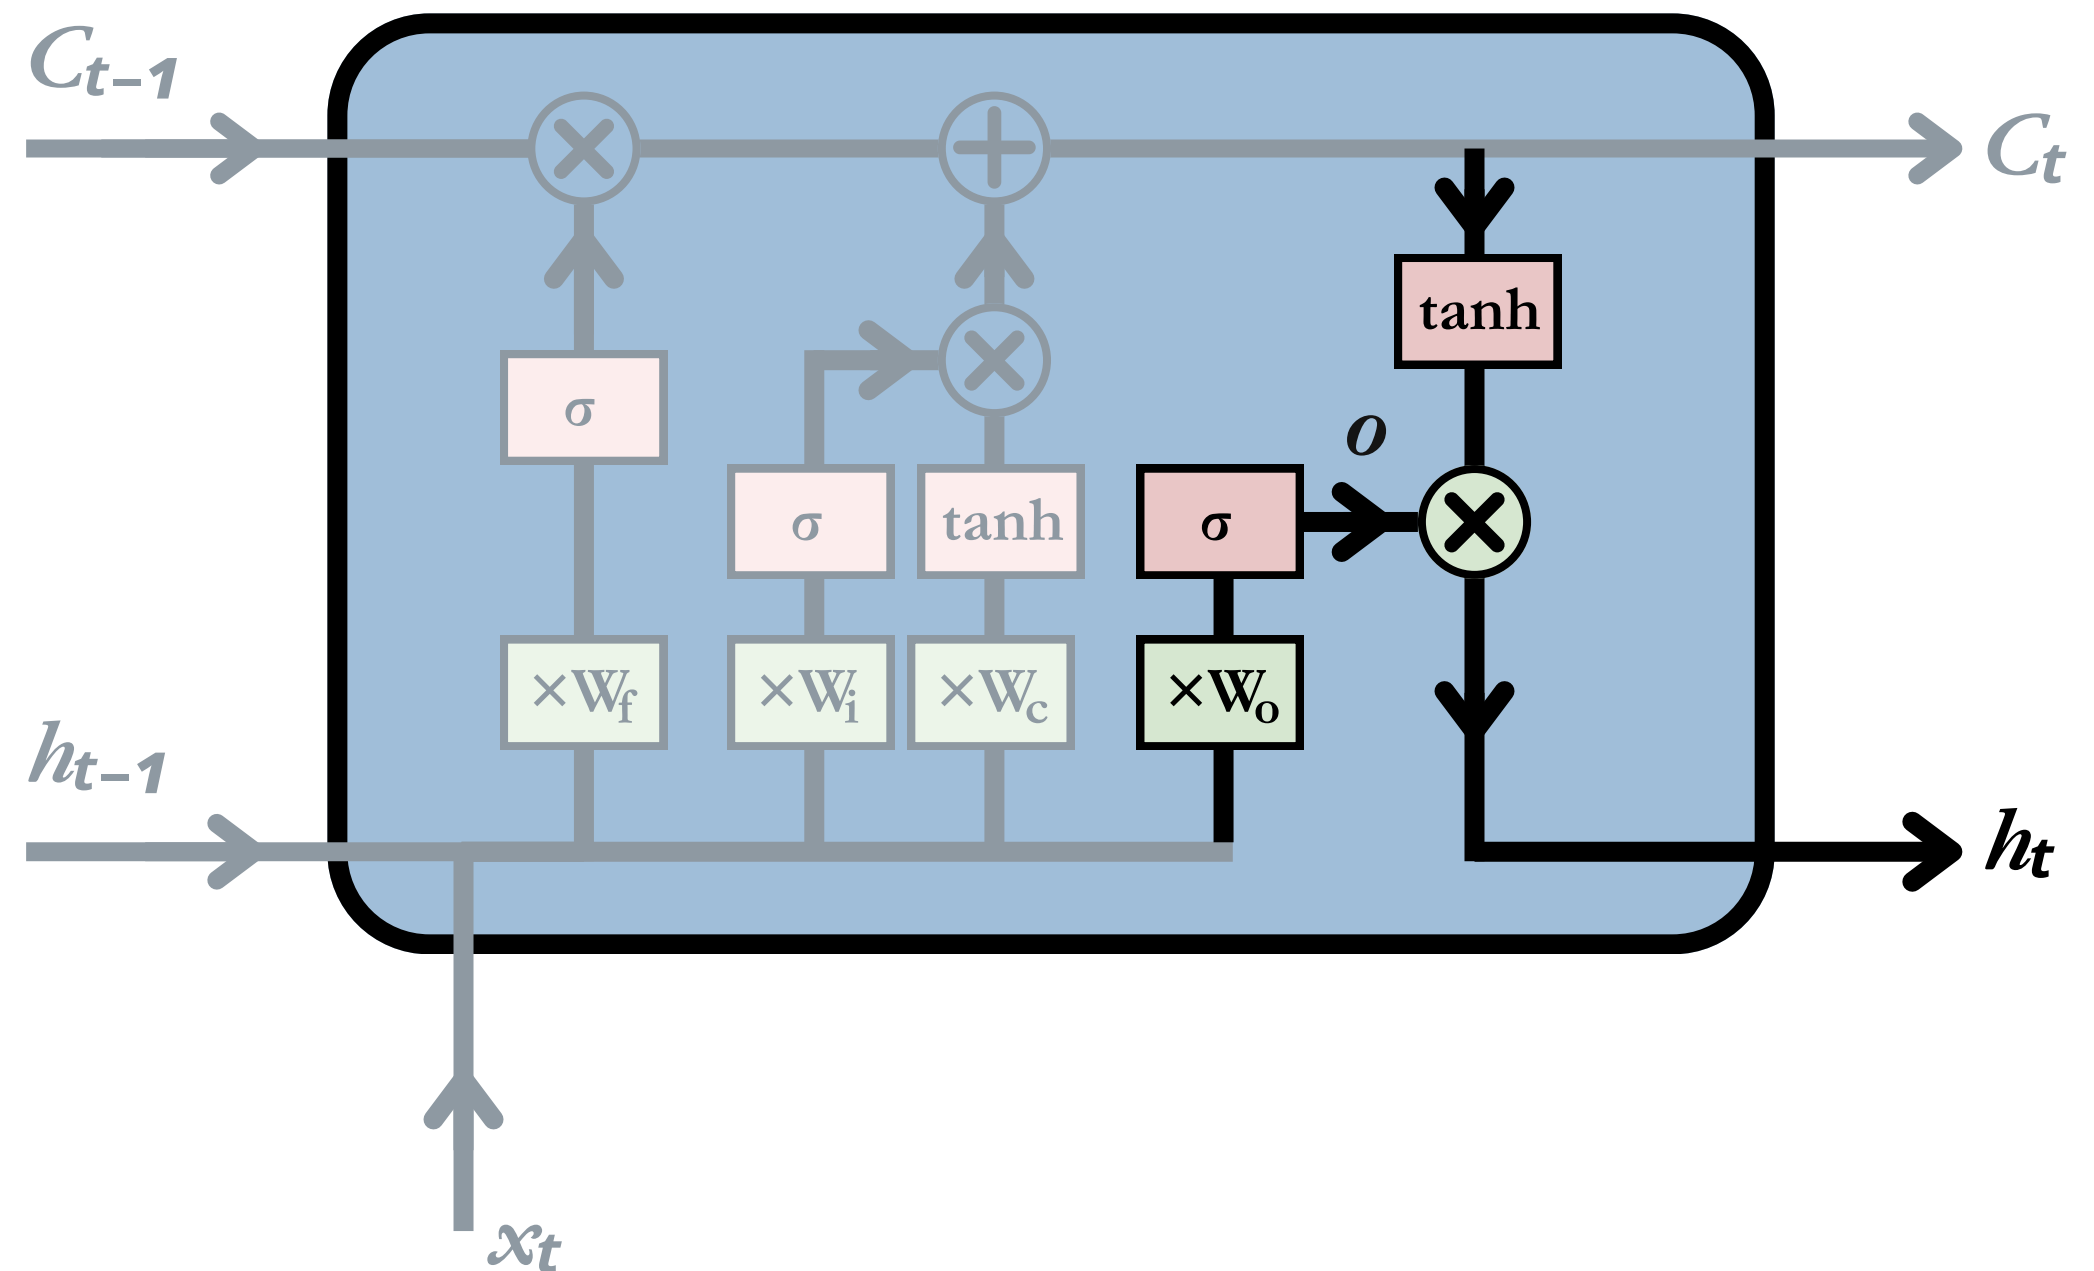 Cₜ₋₁
Cₜ
tanh
σ
o
σ
tanh
σ
×W_f
×W_i
×W_c
×W_o
hₜ₋₁
hₜ
xₜ